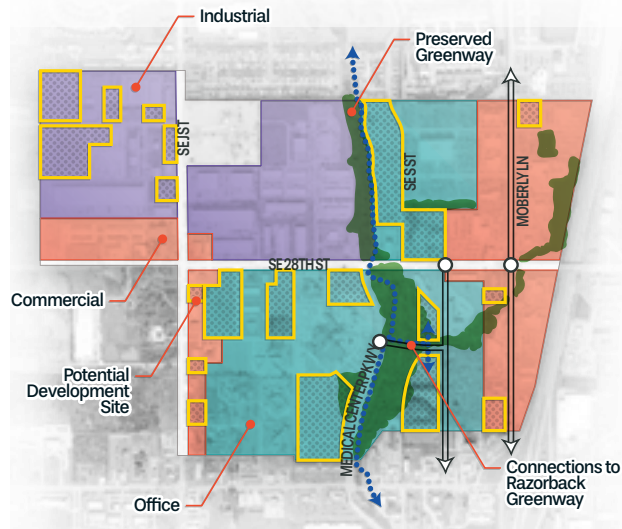 Industrial
Preserved
Greenway
SE J ST
SE S ST
MOBERLY LN
SE 28TH ST
Commercial
Potential
Development
Site
MEDICAL CENTER PKWY
Office
Connections to
Razorback
Greenway